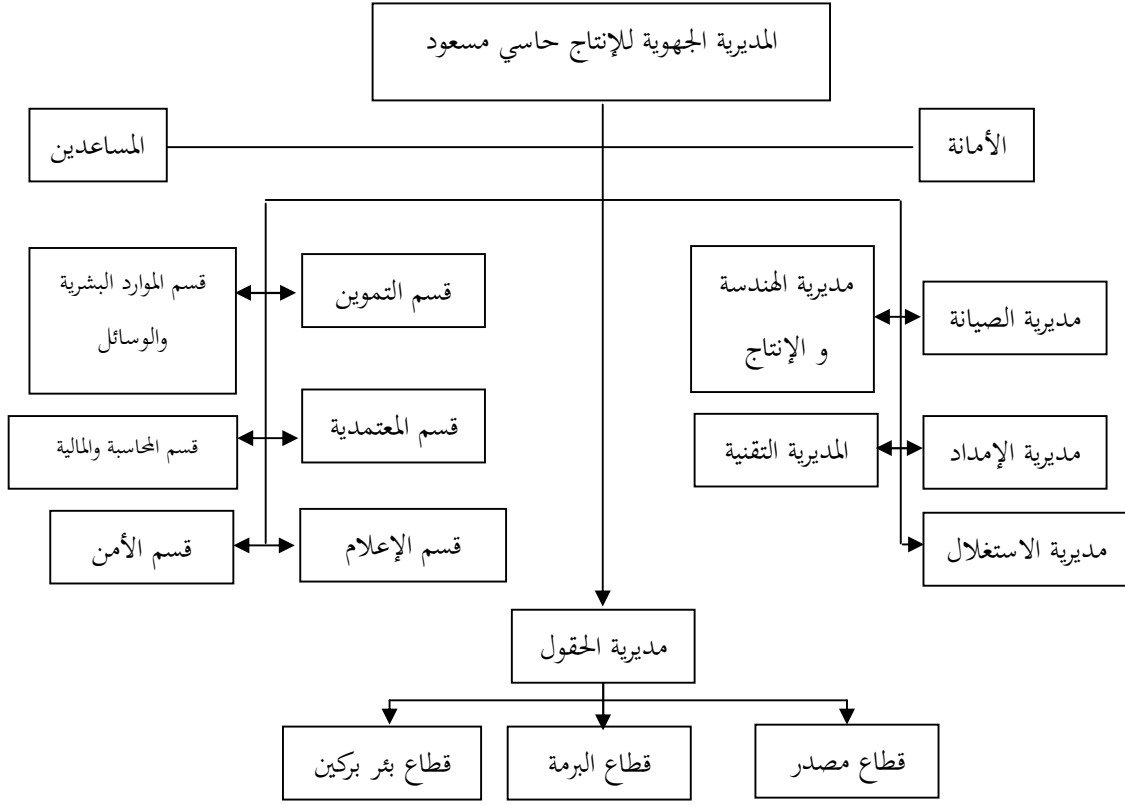 المديرية الجهوية للإنتاج حاسي مسعود
الأمانة
المساعدين
مديرية الصيانة
مديرية الهندسة
و الإنتاج
قسم التموين
قسم الموارد البشرية
والوسائل
مديرية الإمداد
المديرية التقنية
قسم المعتمدية
قسم المحاسبة والمالية
مديرية الاستغلال
قسم الإعلام
قسم الأمن
مديرية الحقول
قطاع مصدر
قطاع البرمة
قطاع بئر بركين